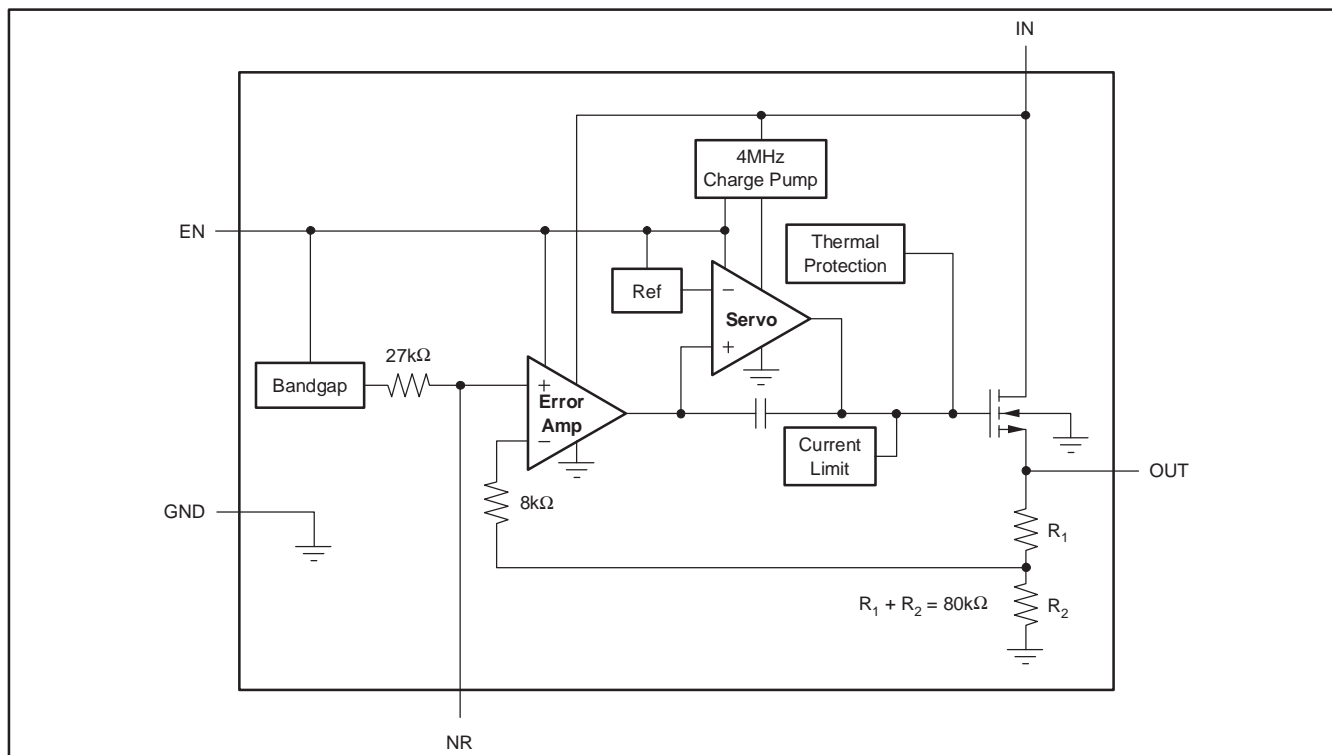 IN
4MHz
Charge Pump
EN
Thermal
Protection
Ref
−
Servo
+
27kΩ
Bandgap
+
Error
Amp
−
Current
Limit
OUT
8kΩ
GND
R1
R1 + R2 = 80kΩ
R2
NR